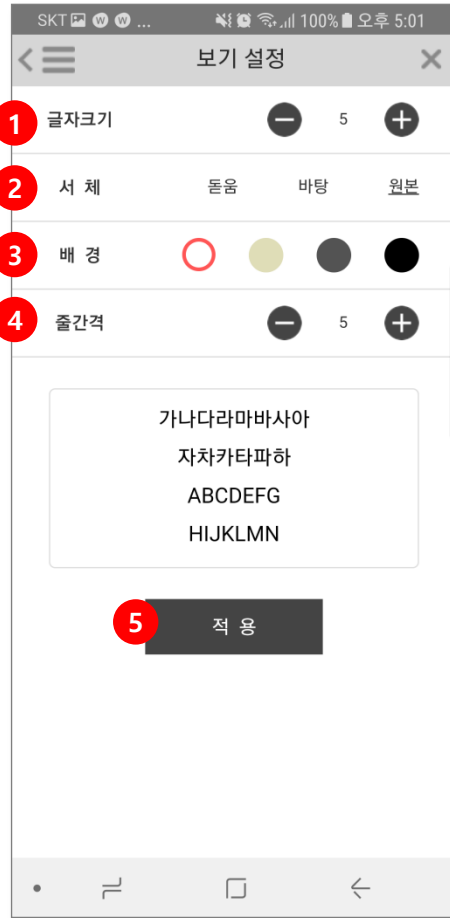 SKT W W ... 100% 오후 5:01
보기 설정
1 글자크기 5
2 서 체 돋움 바탕 원본
3 배 경
4 줄간격 5
가나다라마바사아
자차카타파하
ABCDEFG
HIJKLMN
5 적 용